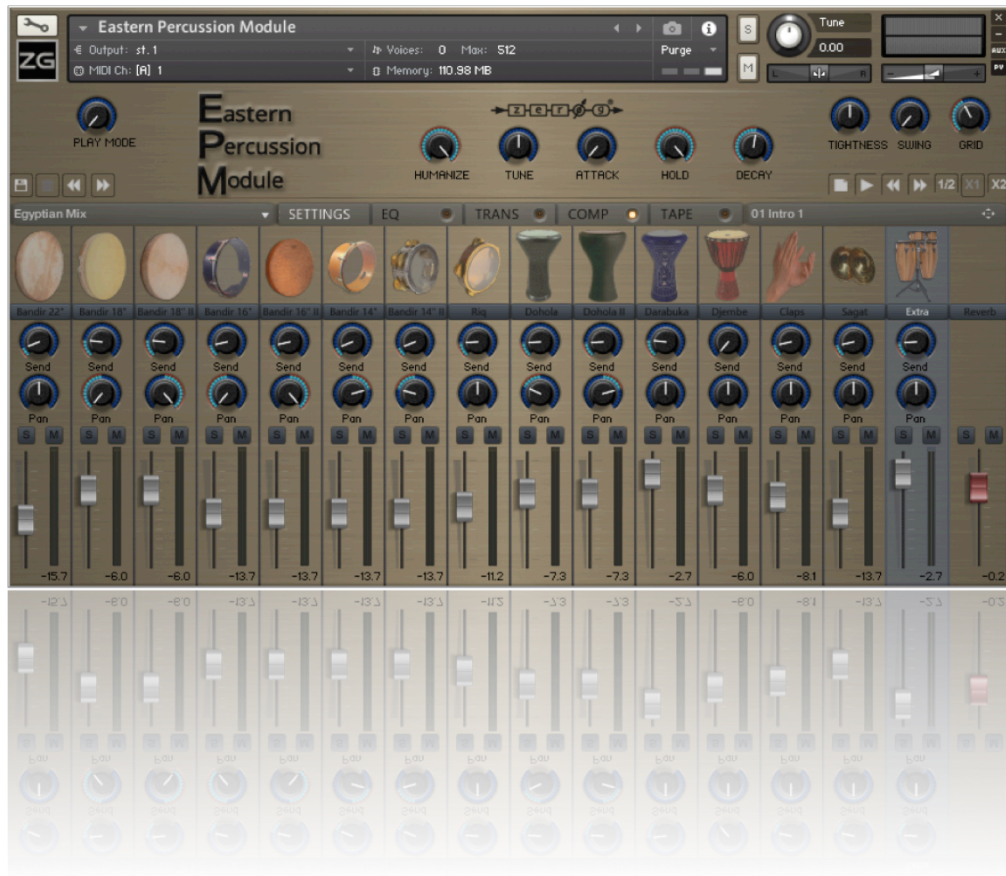 Eastern Percussion Module
S
Tune
0.00
ZG
Output: st.1
Voices: 0 Max: 512
Purge
MIDI Ch: [A] 1
Memory: 110.98 MB
M
L
R
AUX
PV
Eastern
Percussion
Module
PLAY MODE
zerøg
HUMANIZE
TUNE
ATTACK
HOLD
DECAY
TIGHTNESS
SWING
GRID
1/2
X1
X2
Egyptian Mix
SETTINGS
EQ
TRANS
COMP
TAPE
01 Intro 1
Bandir 22" Bandir 18" Bandir 18" II Bandir 16" Bandir 16" II Bandir 14" Bandir 14" II Riq Dohola Dohola II Darabuka Djembe Claps Sagat Extra Reverb
Send Send Send Send Send Send Send Send Send Send Send Send Send Send Send
Pan Pan Pan Pan Pan Pan Pan Pan Pan Pan Pan Pan Pan Pan Pan
S M S M S M S M S M S M S M S M S M S M S M S M S M S M S M S M
-15.7 -6.0 -6.0 -13.7 -13.7 -13.7 -13.7 -11.2 -7.3 -7.3 -2.7 -6.0 -8.1 -13.7 -2.7 -0.2